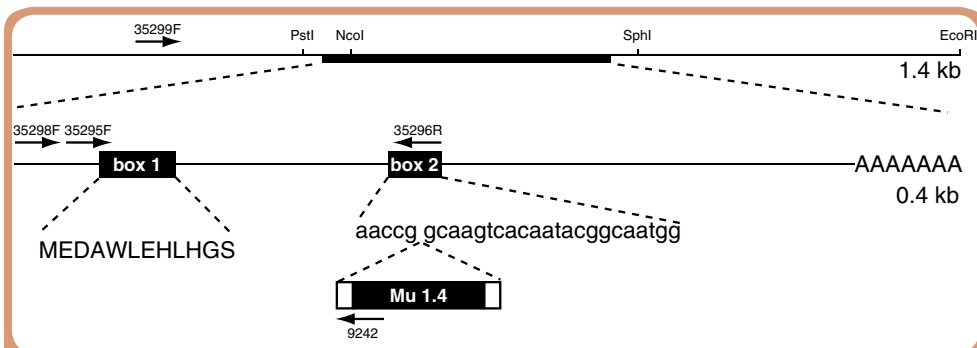 35299F
PstI NcoI SphI EcoRI
1.4 kb
35298F 35295F 35296R
box 1 box 2 AAAAAAA
0.4 kb
MEDAWLEHLHGS aaccg gcaagtcacaatacggcaatgg
Mu 1.4
9242